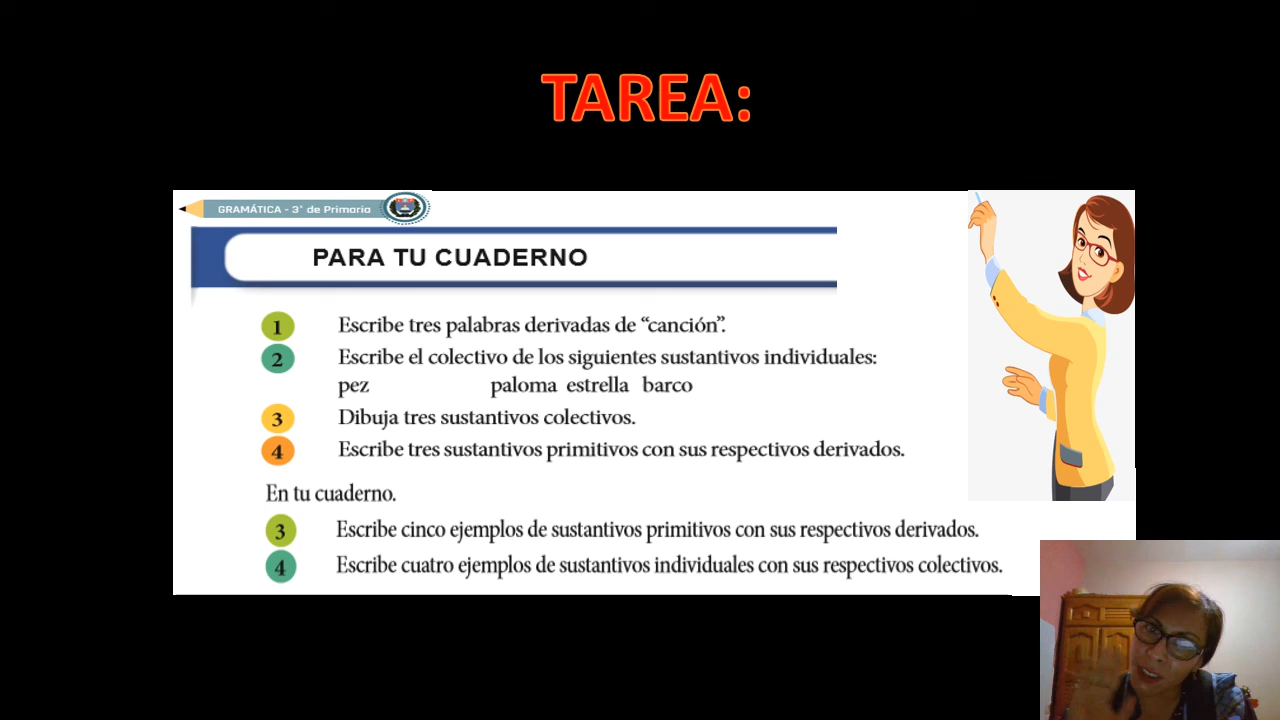 TAREA:
GRAMÁTICA - 3° de Primaria
PARA TU CUADERNO
1 Escribe tres palabras derivadas de “canción”.
2 Escribe el colectivo de los siguientes sustantivos individuales:
pez paloma estrella barco
3 Dibuja tres sustantivos colectivos.
4 Escribe tres sustantivos primitivos con sus respectivos derivados.
En tu cuaderno.
3 Escribe cinco ejemplos de sustantivos primitivos con sus respectivos derivados.
4 Escribe cuatro ejemplos de sustantivos individuales con sus respectivos colectivos.